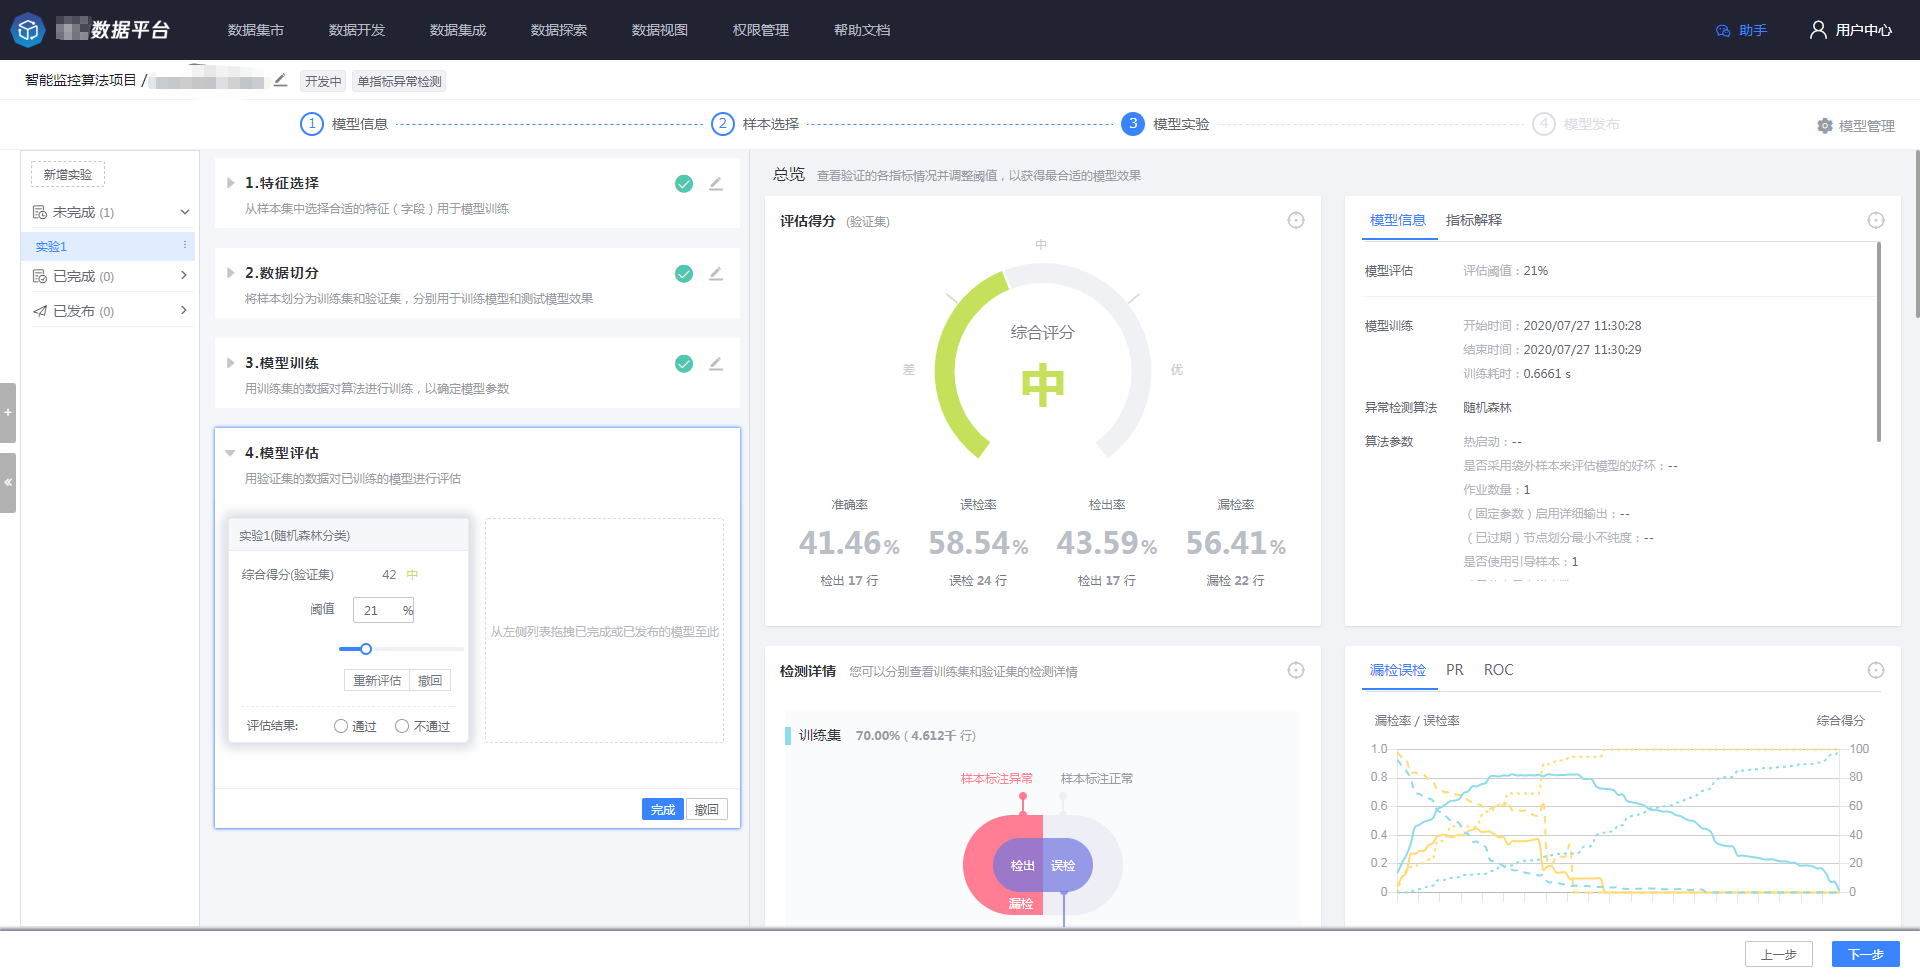 数据平台
数据集市 数据开发 数据集成 数据探索 数据视图 权限管理 帮助文档
助手 用户中心
智能监控算法项目 /
开发中 单指标异常检测
1 模型信息 2 样本选择 3 模型实验 4 模型发布
模型管理
新增实验
未完成 (1)
实验1
已完成 (0)
已发布 (0)
+
«
1.特征选择
从样本集中选择合适的特征（字段）用于模型训练
2.数据切分
将样本划分为训练集和验证集，分别用于训练模型和测试模型效果
3.模型训练
用训练集的数据对算法进行训练，以确定模型参数
4.模型评估
用验证集的数据对已训练的模型进行评估
实验1(随机森林分类)
综合得分(验证集) 42 中
阈值 21 %
重新评估 撤回
评估结果: 通过 不通过
从左侧列表拖拽已完成或已发布的模型至此
完成 撤回
总览 查看验证的各指标情况并调整阈值，以获得最合适的模型效果
评估得分 (验证集)
中
差
优
综合评分
中
准确率 误检率 检出率 漏检率
41.46% 58.54% 43.59% 56.41%
检出 17 行 误检 24 行 检出 17 行 漏检 22 行
模型信息 指标解释
模型评估 评估阈值：21%
模型训练 开始时间：2020/07/27 11:30:28
结束时间：2020/07/27 11:30:29
训练耗时：0.6661 s
异常检测算法 随机森林
算法参数 热启动：--
是否采用袋外样本来评估模型的好坏：--
作业数量：1
（固定参数）启用详细输出：--
（已过期）节点划分最小不纯度：--
是否使用引导样本：1
检测详情 您可以分别查看训练集和验证集的检测详情
训练集 70.00% ( 4.612千 行)
样本标注异常 样本标注正常
检出 误检
漏检
漏检误检 PR ROC
漏检率 / 误检率 综合得分
1.0 100
0.8 80
0.6 60
0.4 40
0.2 20
0 0
上一步 下一步